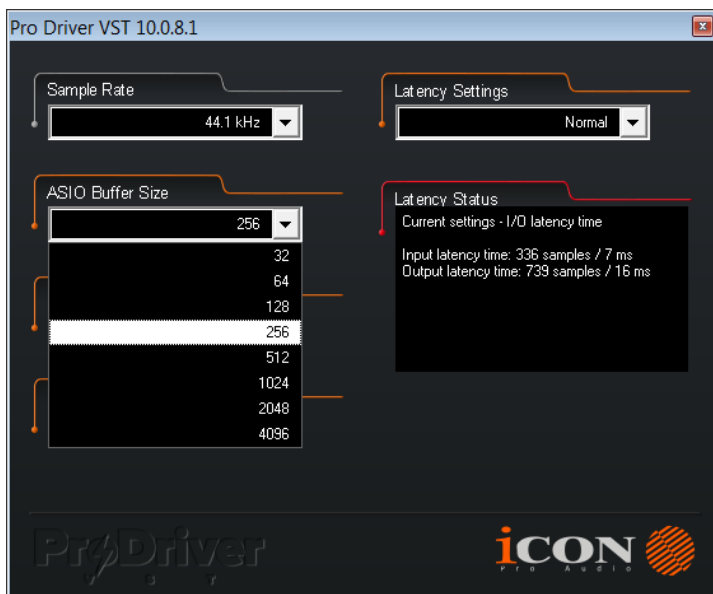 Pro Driver VST 10.0.8.1
Sample Rate
44.1 kHz
Latency Settings
Normal
ASIO Buffer Size
256
32
64
128
256
512
1024
2048
4096
Latency Status
Current settings - I/O latency time
Input latency time: 336 samples / 7 ms
Output latency time: 739 samples / 16 ms
ProDriver
VST
iCON
Pro Audio